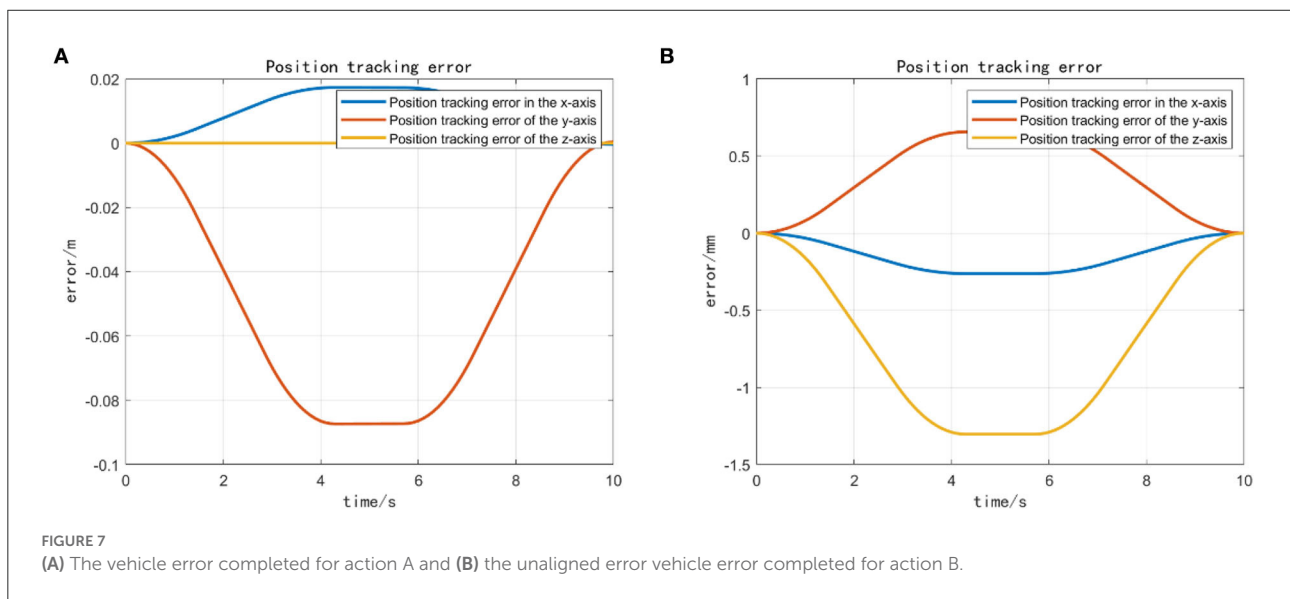 A
Position tracking error
0.02
0
-0.02
-0.04
-0.06
-0.08
-0.1
error/m
Position tracking error in the x-axis
Position tracking error of the y-axis
Position tracking error of the z-axis
0 2 4 6 8 10
time/s
B
Position tracking error
1
0.5
0
-0.5
-1
-1.5
error/mm
Position tracking error in the x-axis
Position tracking error of the y-axis
Position tracking error of the z-axis
0 2 4 6 8 10
time/s
FIGURE 7
(A) The vehicle error completed for action A and (B) the unaligned error vehicle error completed for action B.